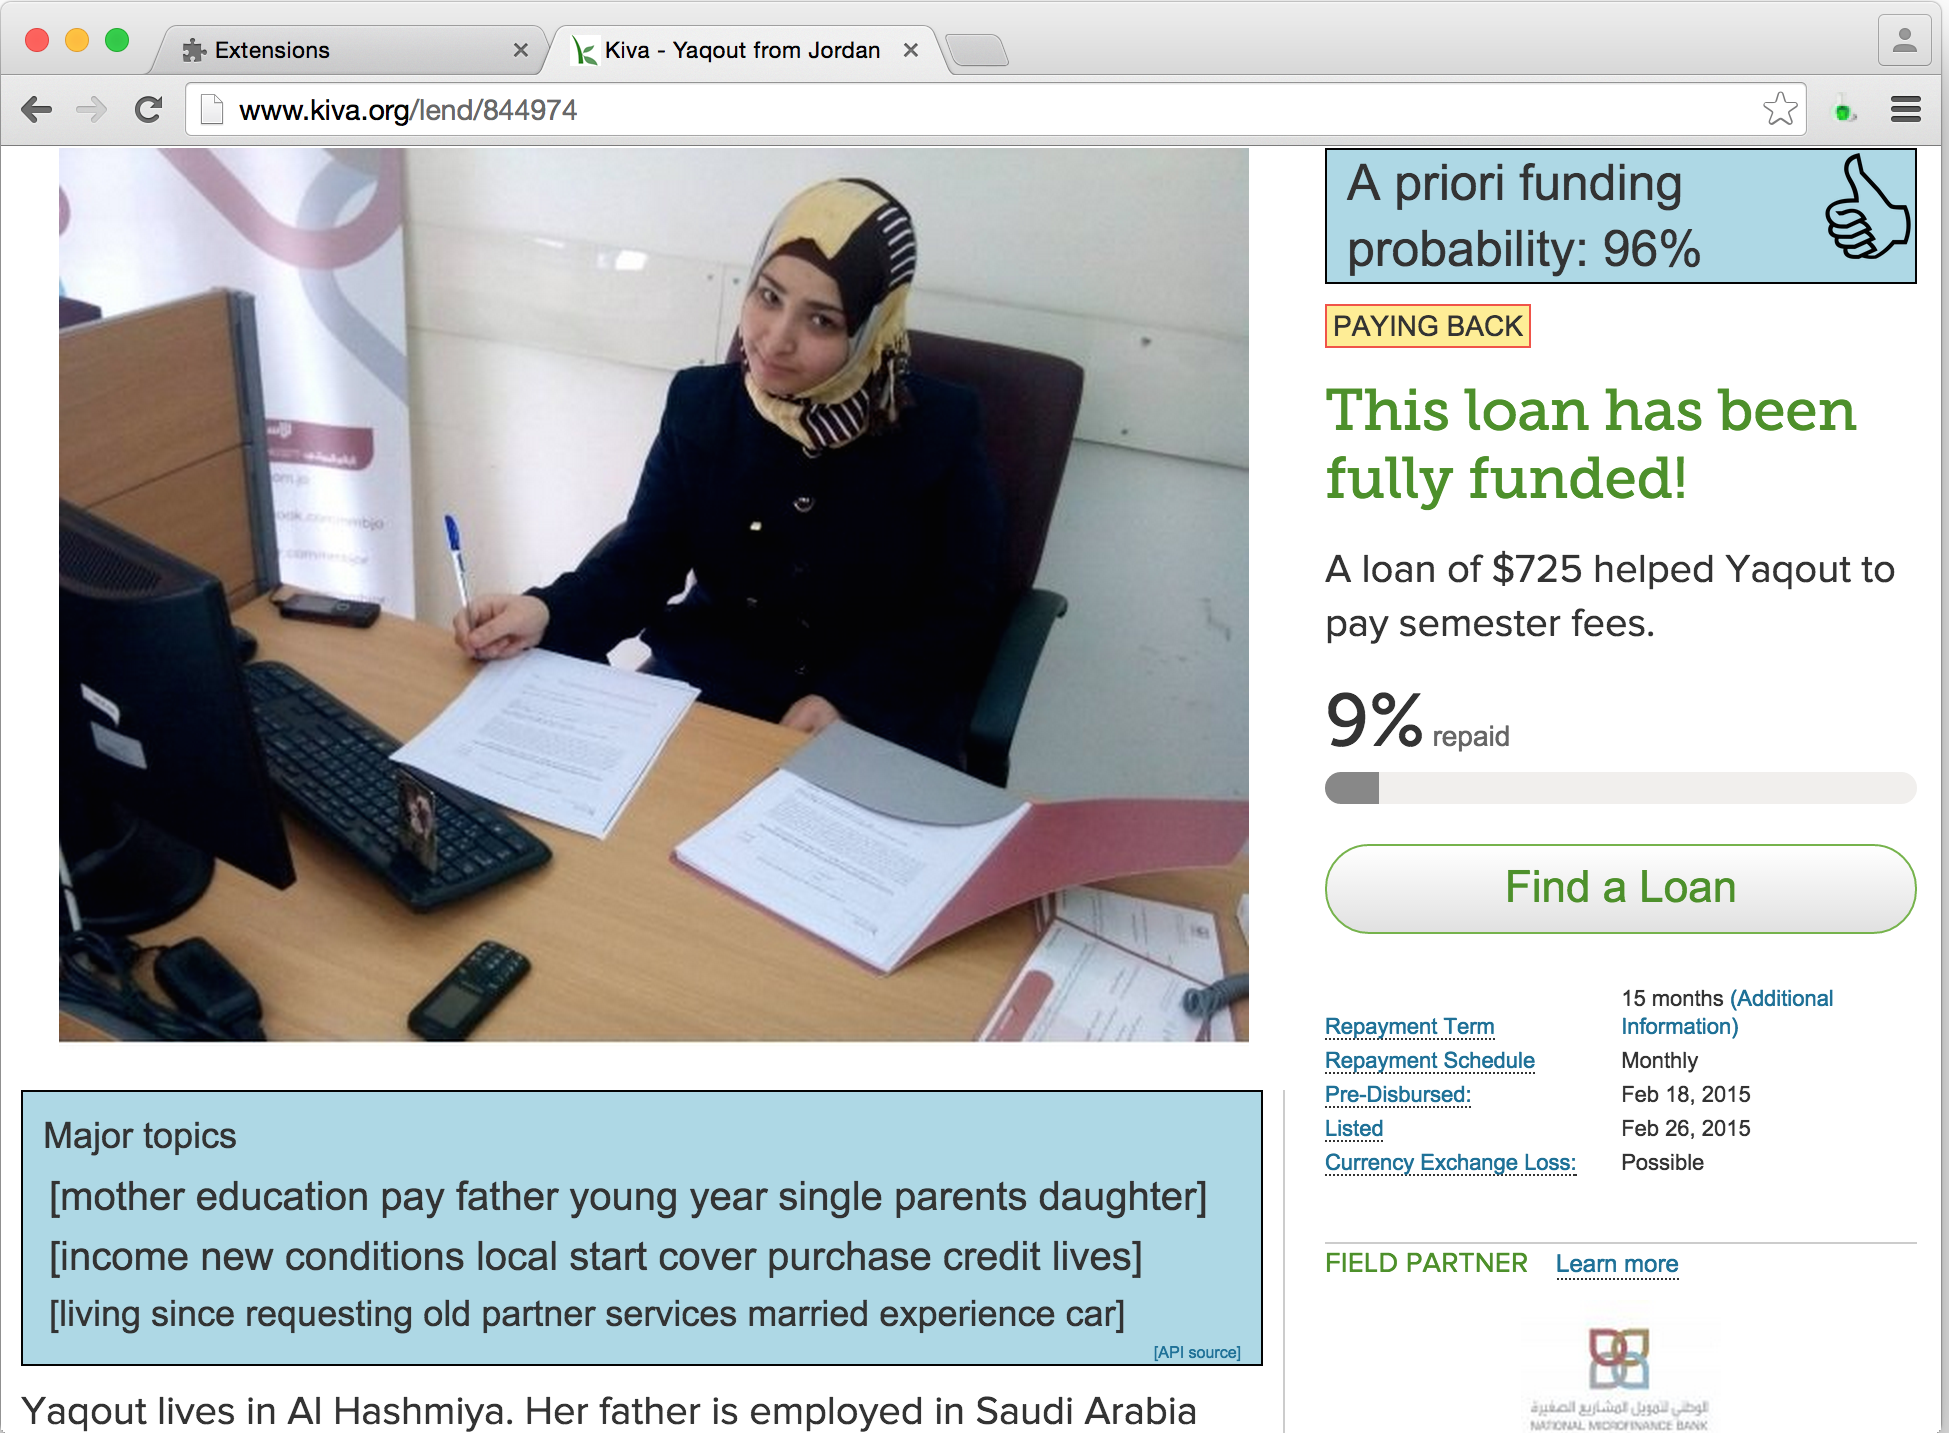 Extensions
Kiva - Yaqout from Jordan
www.kiva.org/lend/844974
A priori funding
probability: 96%
PAYING BACK
This loan has been
fully funded!
A loan of $725 helped Yaqout to
pay semester fees.
9% repaid
Find a Loan
15 months (Additional
Repayment Term Information)
Repayment Schedule Monthly
Pre-Disbursed: Feb 18, 2015
Listed Feb 26, 2015
Currency Exchange Loss: Possible
FIELD PARTNER Learn more
الوطني لتمويل المشاريع الصغيرة
NATIONAL MICROFINANCE BANK
Major topics
[mother education pay father young year single parents daughter]
[income new conditions local start cover purchase credit lives]
[living since requesting old partner services married experience car]
[API source]
Yaqout lives in Al Hashmiya. Her father is employed in Saudi Arabia